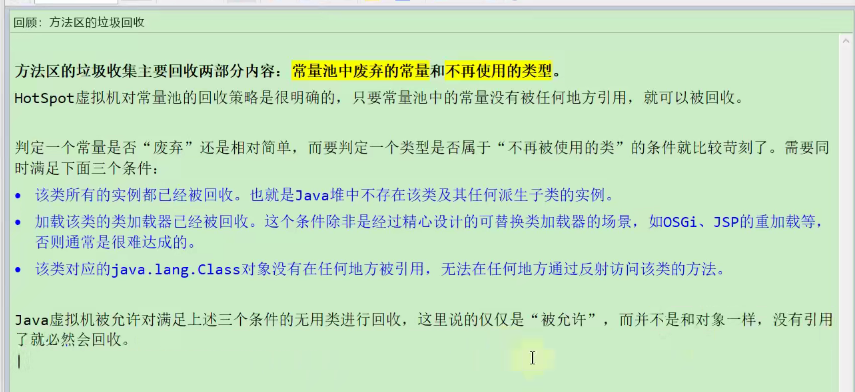 回顾: 方法区的垃圾回收
方法区的垃圾收集主要回收两部分内容：常量池中废弃的常量和不再使用的类型。
HotSpot虚拟机对常量池的回收策略是很明确的，只要常量池中的常量没有被任何地方引用，就可以被回收。
判定一个常量是否“废弃”还是相对简单，而要判定一个类型是否属于“不再被使用的类”的条件就比较苛刻了。需要同
时满足下面三个条件：
• 该类所有的实例都已经被回收。也就是Java堆中不存在该类及其任何派生子类的实例。
• 加载该类的类加载器已经被回收。这个条件除非是经过精心设计的可替换类加载器的场景，如OSGi、JSP的重加载等，
否则通常是很难达成的。
• 该类对应的java.lang.Class对象没有在任何地方被引用，无法在任何地方通过反射访问该类的方法。
Java虚拟机被允许对满足上述三个条件的无用类进行回收，这里说的仅仅是“被允许”，而并不是和对象一样，没有引用
了就必然会回收。